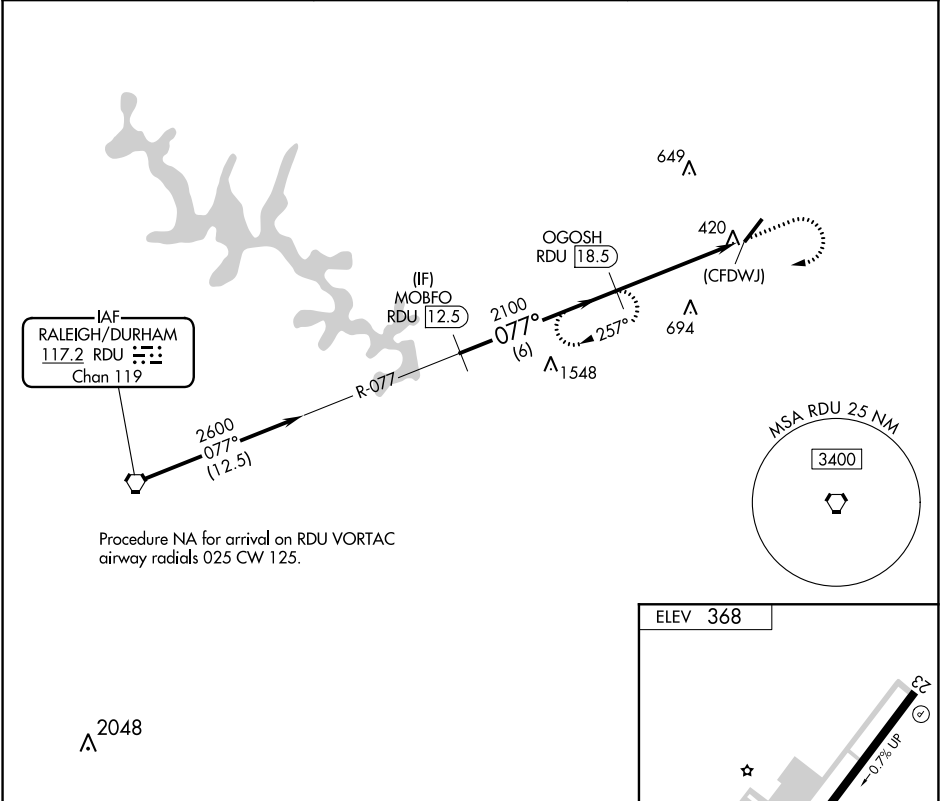 649
420
OGOSH
RDU 18.5
(CFDWJ)
(IF)
MOBFO
RDU 12.5
2100
077°
(6)
257°
694
1548
IAF
RALEIGH/DURHAM
117.2 RDU
Chan 119
R-077
2600
077°
(12.5)
MSA RDU 25 NM
3400
Procedure NA for arrival on RDU VORTAC
airway radials 025 CW 125.
ELEV 368
23
P
0.7% UP
2048